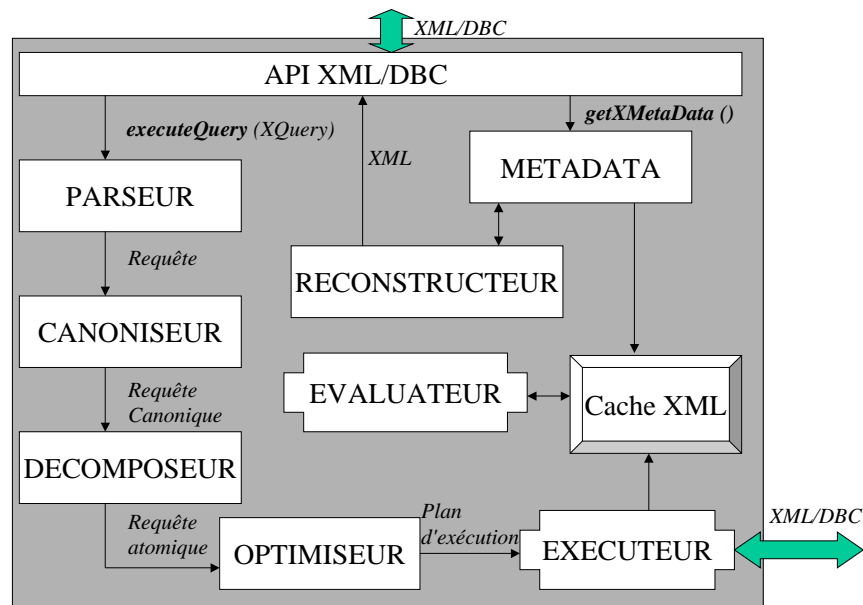 XML/DBC
API XML/DBC
executeQuery (XQuery)
getXMetaData ()
XML
METADATA
PARSEUR
Requête
RECONSTRUCTEUR
CANONISEUR
EVALUATEUR
Cache XML
Requête
Canonique
DECOMPOSEUR
Requête
atomique
OPTIMISEUR
Plan
d'exécution
EXECUTEUR
XML/DBC